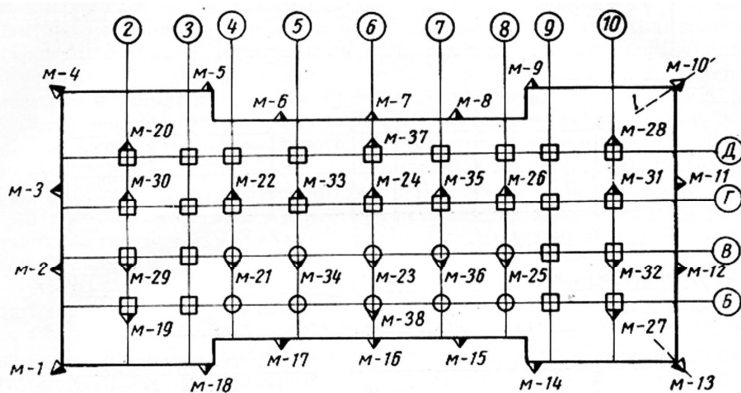 2 3 4 5 6 7 8 9 10
м-4 м-5 м-6 м-7 м-8 м-9 м-10
м-20 м-37 м-28 Д
м-3 м-30 м-22 м-33 м-24 м-35 м-26 м-31 м-11 Г
В
м-2 м-29 м-21 м-34 м-23 м-36 м-25 м-32 м-12
Б
м-19 м-38 м-27
м-17 м-16 м-15
м-1 м-18 м-14 м-13